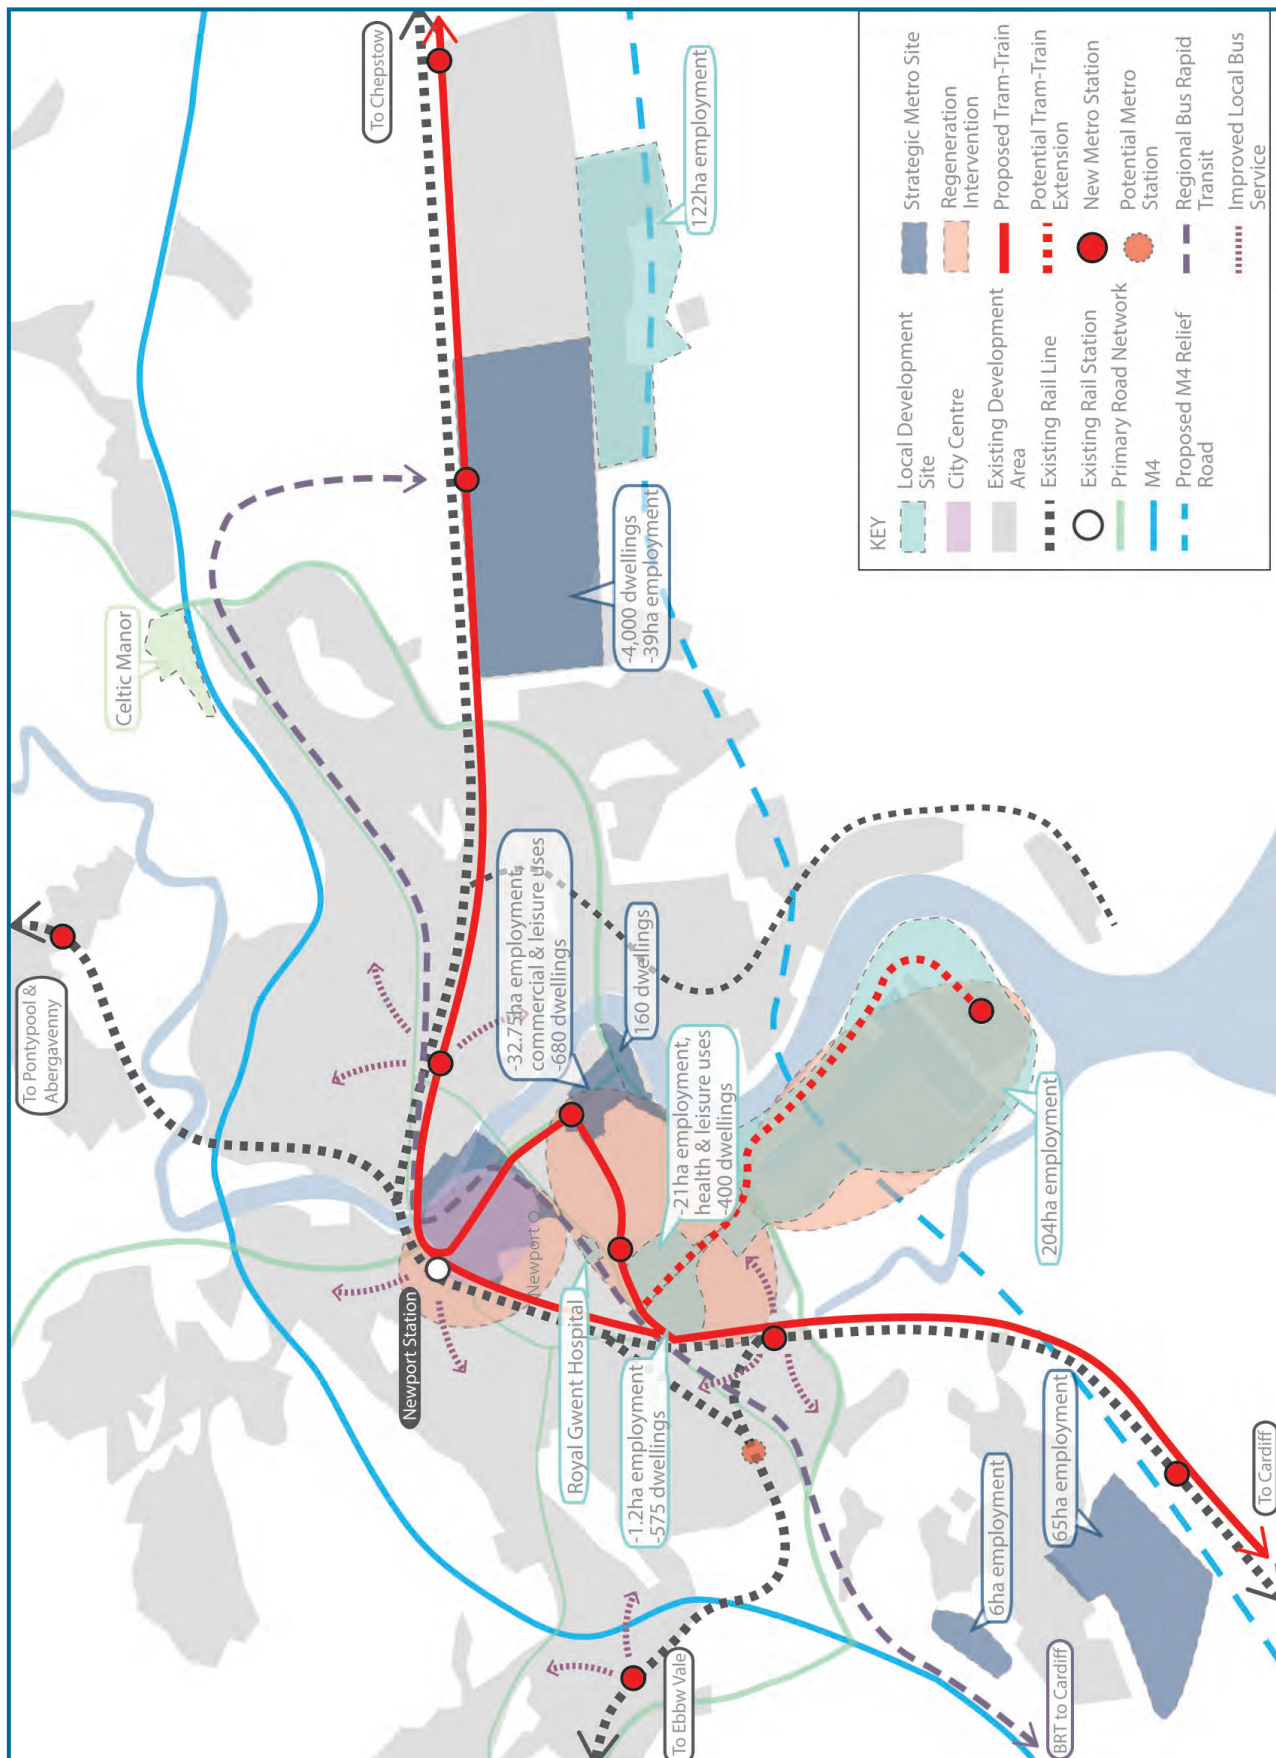 To Pontypool &
Abergavenny
Celtic Manor
To Chepstow
Newport Station
-32.75ha employment,
commercial & leisure uses
-680 dwellings
160 dwellings
-4,000 dwellings
-39ha employment
122ha employment
Newport
Royal Gwent Hospital
-21ha employment,
health & leisure uses
-400 dwellings
-1.2ha employment
-575 dwellings
To Ebbw Vale
204ha employment
6ha employment
65ha employment
BRT to Cardiff
To Cardiff
KEY
Local Development
Site
City Centre
Existing Development
Area
Existing Rail Line
Existing Rail Station
Primary Road Network
M4
Proposed M4 Relief
Road
Strategic Metro Site
Regeneration
Intervention
Proposed Tram-Train
Potential Tram-Train
Extension
New Metro Station
Potential Metro
Station
Regional Bus Rapid
Transit
Improved Local Bus
Service